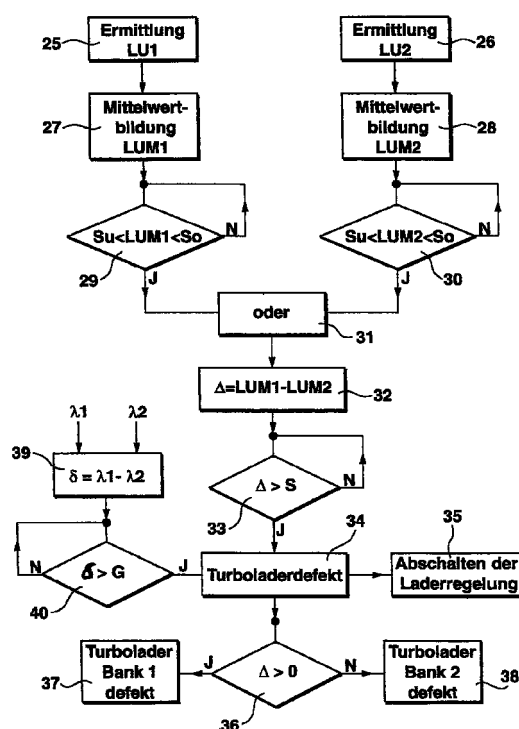 25
Ermittlung
LU1
Ermittlung
LU2
26
27
Mittelwert-
bildung
LUM1
Mittelwert-
bildung
LUM2
28
Su<LUM1<So
N
29
J
Su<LUM2<So
N
30
J
oder
31
Δ=LUM1-LUM2
32
λ1 λ2
39
δ = λ1- λ2
Δ > S
N
33
J
34
35
N
δ > G
J
40
Turboladerdefekt
Abschalten der
Laderregelung
37
Turbolader
Bank 1
defekt
J
Δ > 0
N
36
Turbolader
Bank 2
defekt
38